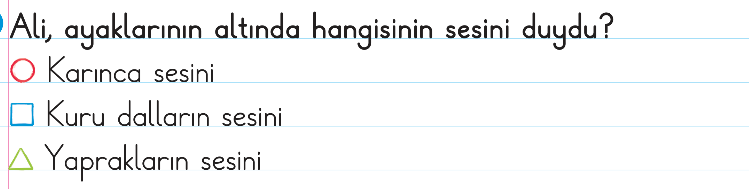 Ali, ayaklarının altında hangisinin sesini duydu?
Karınca sesini
Kuru dalların sesini
Yaprakların sesini